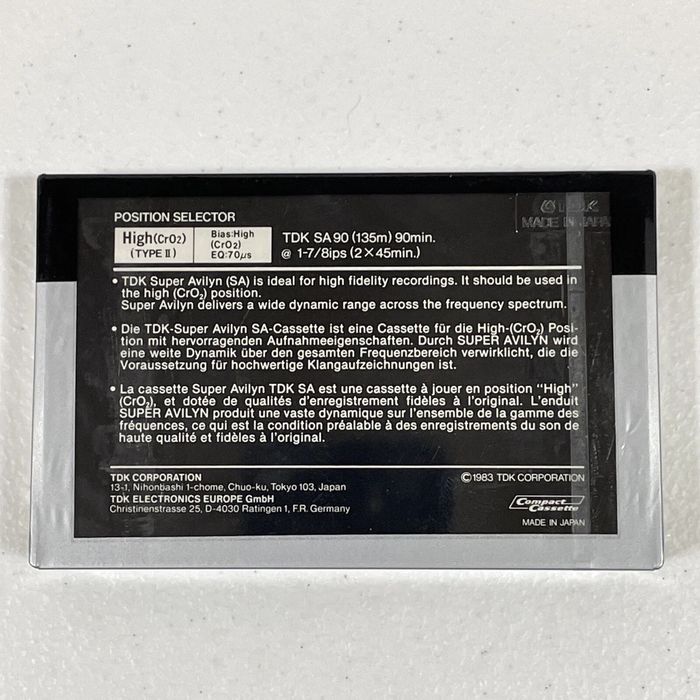 TDK
MADE IN JAPAN
POSITION SELECTOR
High(CrO2)
(TYPE II)
Bias:High
(CrO2)
EQ:70µs
TDK SA90 (135m) 90min.
@ 1-7/8ips (2×45min.)
• TDK Super Avilyn (SA) is ideal for high fidelity recordings. It should be used in
the high (CrO2) position.
Super Avilyn delivers a wide dynamic range across the frequency spectrum.
• Die TDK-Super Avilyn SA-Cassette ist eine Cassette für die High-(CrO2) Posi-
tion mit hervorragenden Aufnahmeeigenschaften. Durch SUPER AVILYN wird
eine weite Dynamik über den gesamten Frequenzbereich verwirklicht, die die
Voraussetzung für hochwertige Klangaufzeichnungen ist.
• La cassette Super Avilyn TDK SA est une cassette à jouer en position "High"
(CrO2), et dotée de qualités d'enregistrement fidèles à l'original. L'enduit
SUPER AVILYN produit une vaste dynamique sur l'ensemble de la gamme des
fréquences, ce qui est la condition préalable à des enregistrements du son de
haute qualité et fidèles à l'original.
TDK CORPORATION
13-1, Nihonbashi 1-chome, Chuo-ku, Tokyo 103, Japan
TDK ELECTRONICS EUROPE GmbH
Christinenstrasse 25, D-4030 Ratingen 1, F.R. Germany
©1983 TDK CORPORATION
Compact
Cassette
MADE IN JAPAN